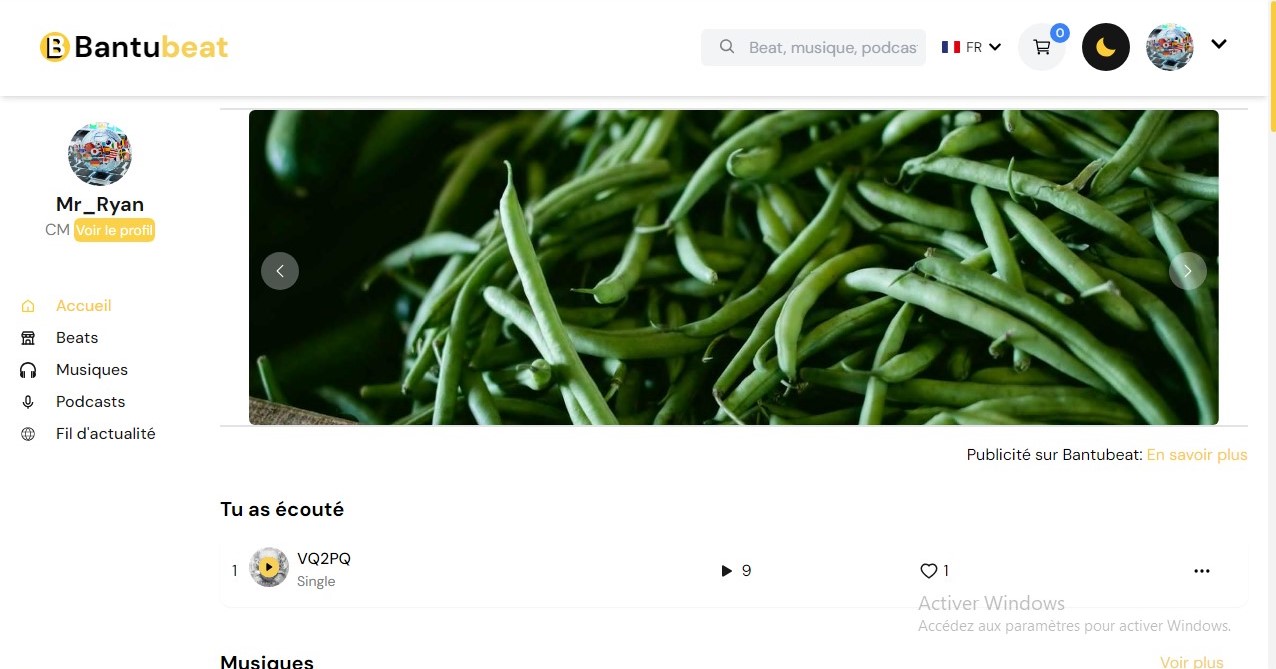 Bantubeat
Beat, musique, podcas
FR
0
Mr_Ryan
CM Voir le profil
Accueil
Beats
Musiques
Podcasts
Fil d'actualité
Publicité sur Bantubeat: En savoir plus
Tu as écouté
1 VQ2PQ 9 1
Single
Activer Windows
Accédez aux paramètres pour activer Windows.
Musiques Voir plus